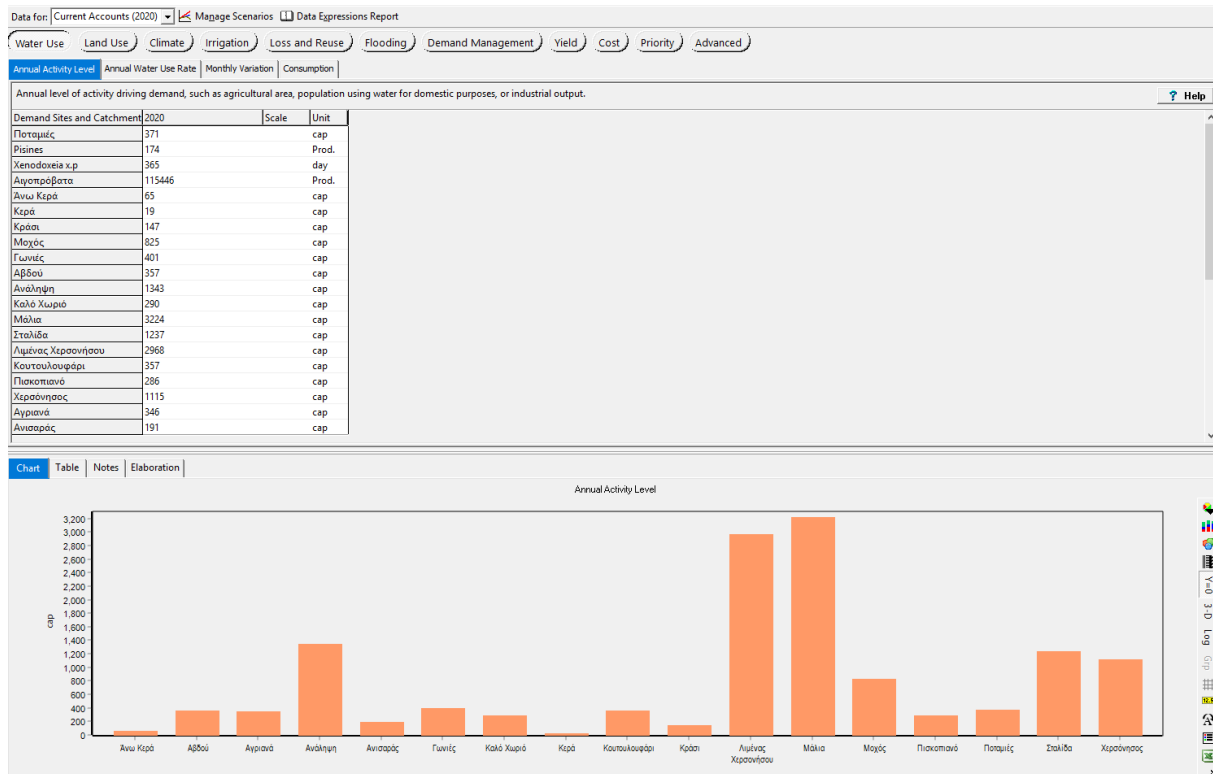 Data for: Current Accounts (2020) Manage Scenarios Data Expressions Report
Water Use Land Use Climate Irrigation Loss and Reuse Flooding Demand Management Yield Cost Priority Advanced
Annual Activity Level Annual Water Use Rate Monthly Variation Consumption
Annual level of activity driving demand, such as agricultural area, population using water for domestic purposes, or industrial output. ? Help
Demand Sites and Catchment 2020 Scale Unit
Ποταμιές 371 cap
Pisines 174 Prod.
Xenodoxeia x.p 365 day
Αιγοπρόβατα 115446 Prod.
Άνω Κερά 65 cap
Κερά 19 cap
Κράσι 147 cap
Μοχός 825 cap
Γωνιές 401 cap
Αβδού 357 cap
Ανάληψη 1343 cap
Καλό Χωριό 290 cap
Μάλια 3224 cap
Σταλίδα 1237 cap
Λιμένας Χερσονήσου 2968 cap
Κουτουλουφάρι 357 cap
Πισκοπιανό 286 cap
Χερσόνησος 1115 cap
Αγριανά 346 cap
Ανισαράς 191 cap
Chart Table Notes Elaboration
Annual Activity Level
3,200
3,000
2,800
2,600
2,400
2,200
2,000
1,800
1,600
1,400
1,200
1,000
800
600
400
200
0
cap
Άνω Κερά Αβδού Αγριανά Ανάληψη Ανισαράς Γωνιές Καλό Χωριό Κερά Κουτουλουφάρι Κράσι Λιμένας Χερσονήσου Μάλια Μοχός Πισκοπιανό Ποταμιές Σταλίδα Χερσόνησος
Y=0
3-D
Log
Grp